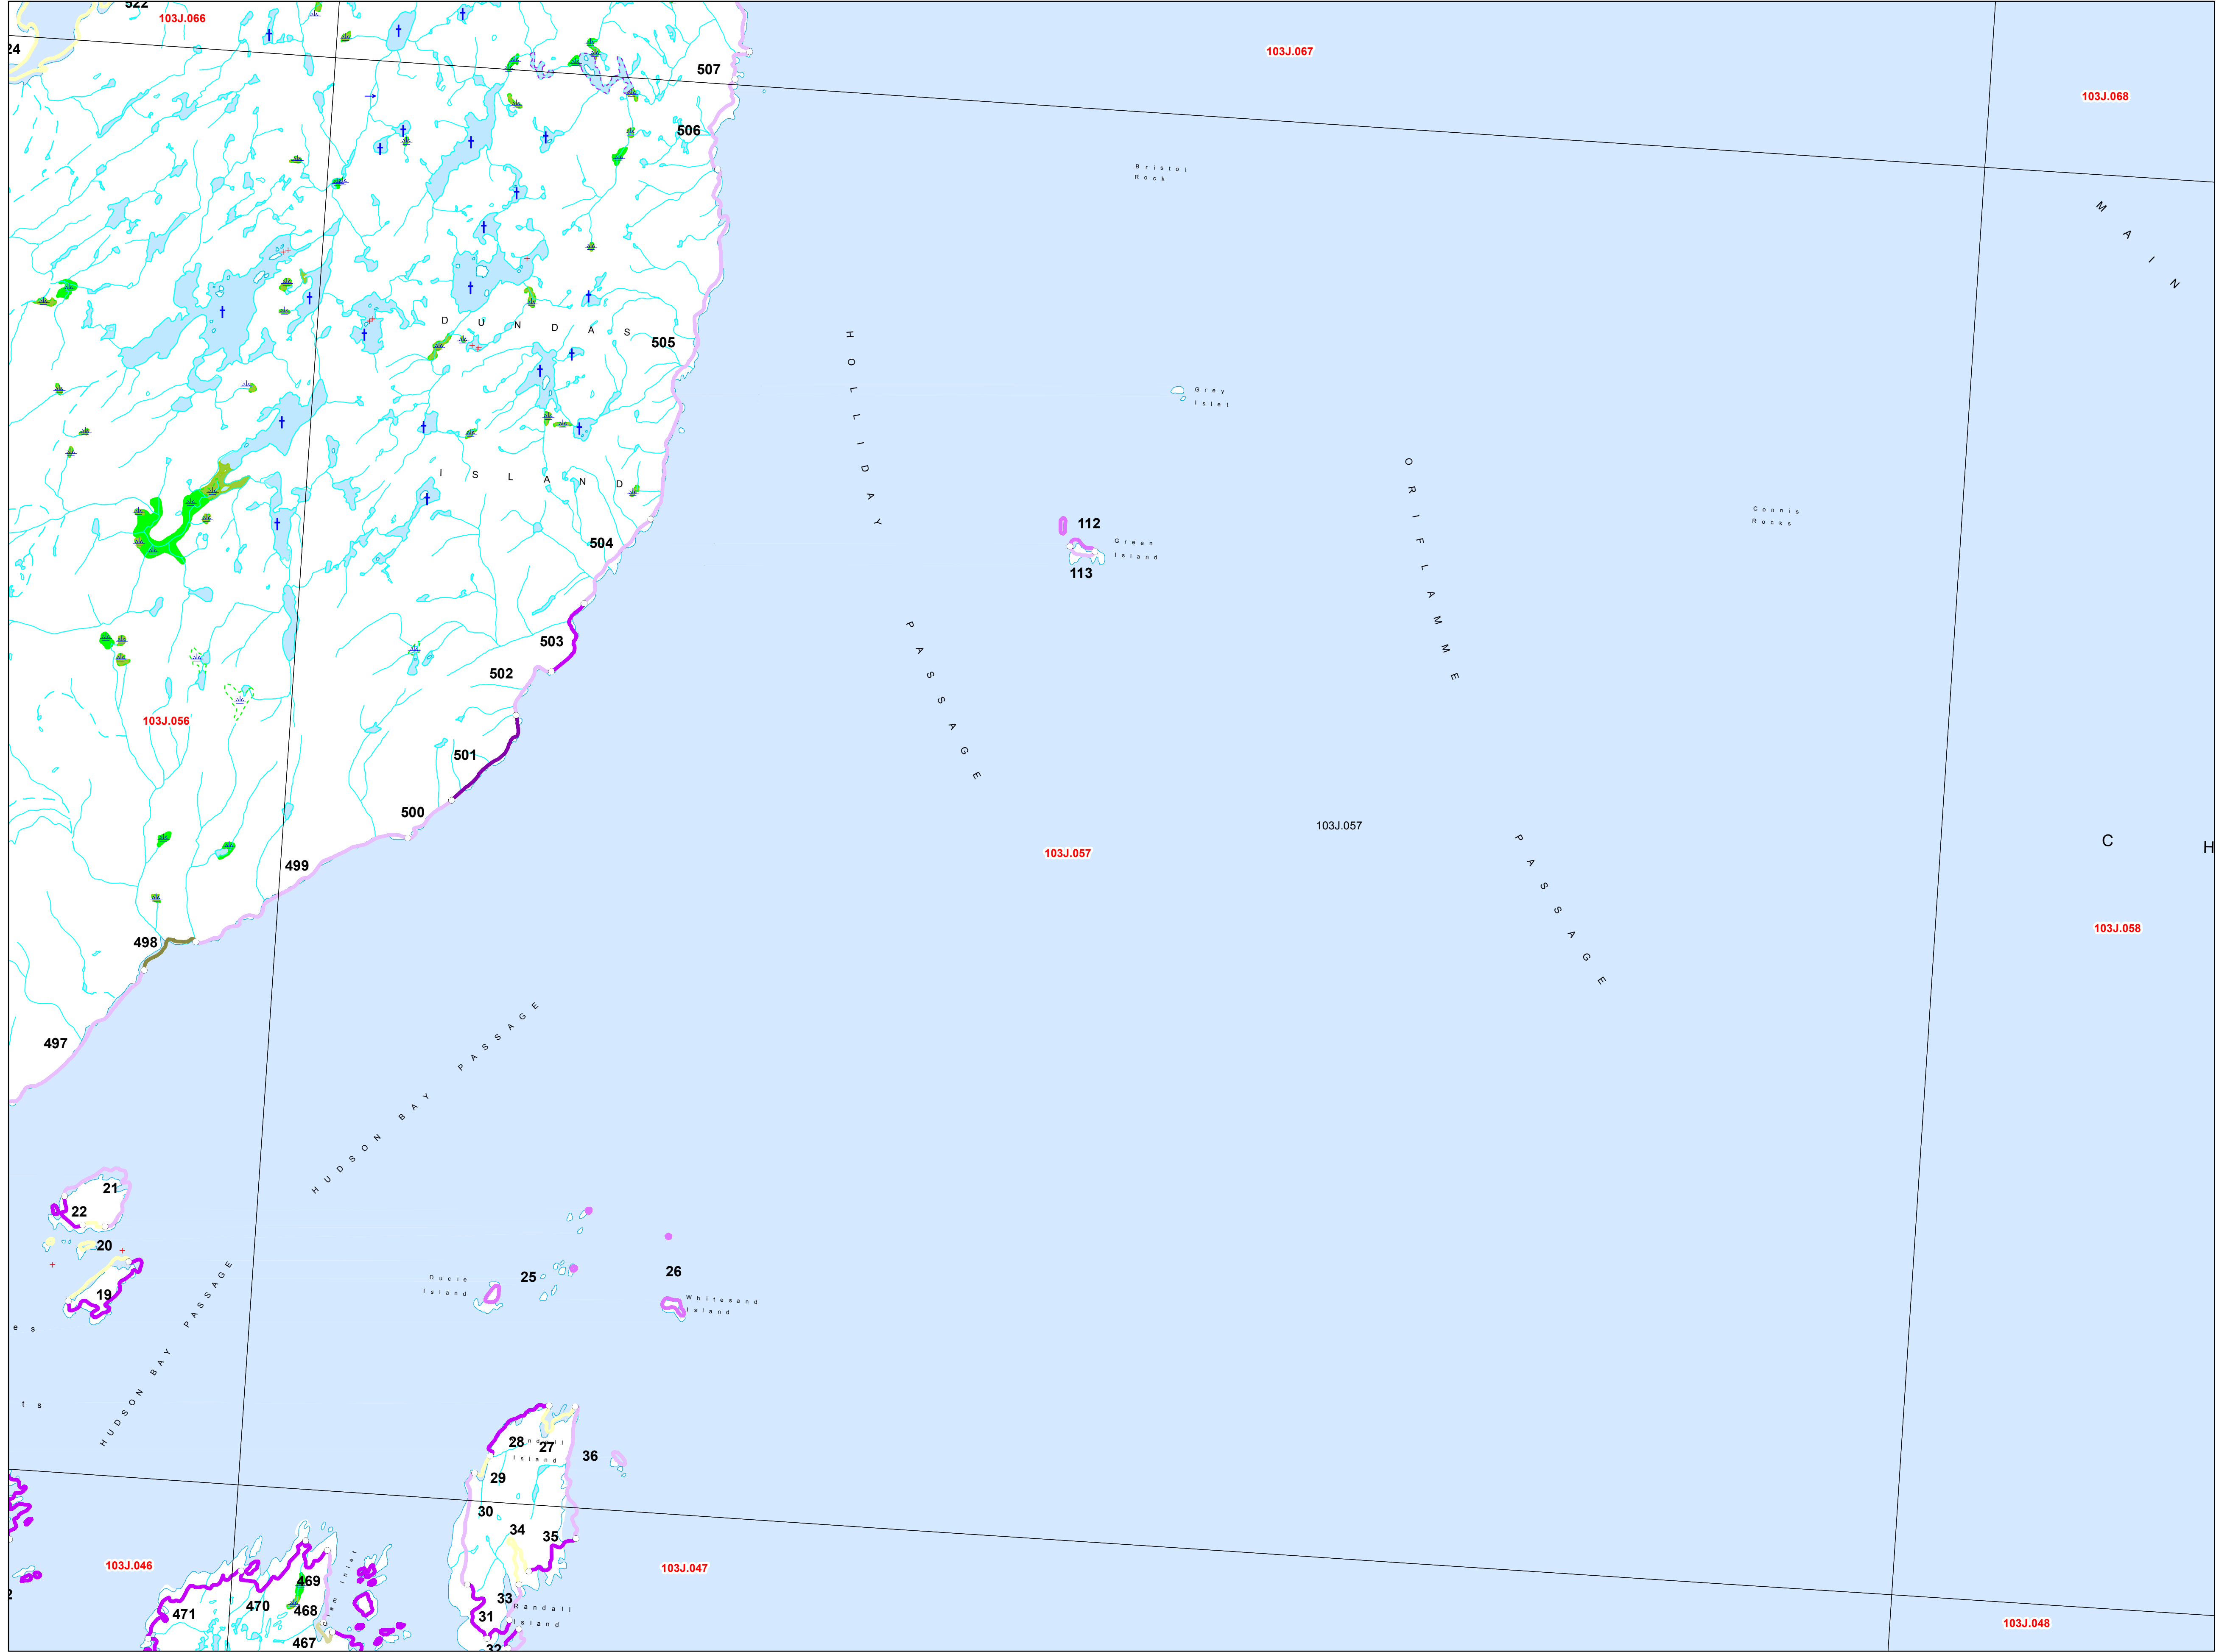 522
103J.066
24
103J.067
507
103J.068
506
Bristol
Rock
MAIN
DUNDAS
ISLAND
505
HOLLIDAY
PASSAGE
Grey
Islet
ORIFLAMME
PASSAGE
Connis
Rocks
112
Green
Island
113
504
503
502
103J.056
501
500
103J.057
103J.057
C H
499
103J.058
498
HUDSON BAY PASSAGE
497
21
22
20
19
HUDSON BAY PASSAGE
Ducie
Island
25
26
Whitesand
Island
es
ts
28
27
Island
36
29
30
34
35
103J.046
103J.047
469
470
468
471
467
33
31
Randall
Island
32
103J.048